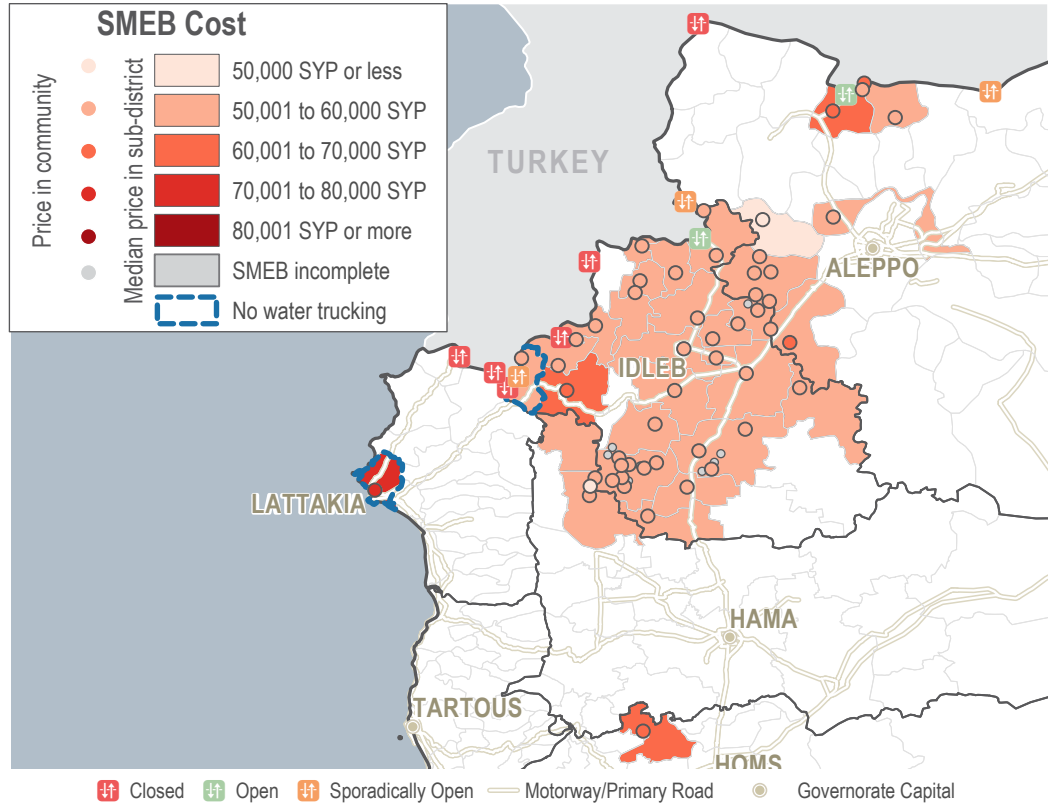 SMEB Cost
Price in community
Median price in sub-district
50,000 SYP or less
50,001 to 60,000 SYP
60,001 to 70,000 SYP
70,001 to 80,000 SYP
80,001 SYP or more
SMEB incomplete
No water trucking
TURKEY
ALEPPO
IDLEB
LATTAKIA
HAMA
TARTOUS
HOMS
Closed Open Sporadically Open Motorway/Primary Road Governorate Capital